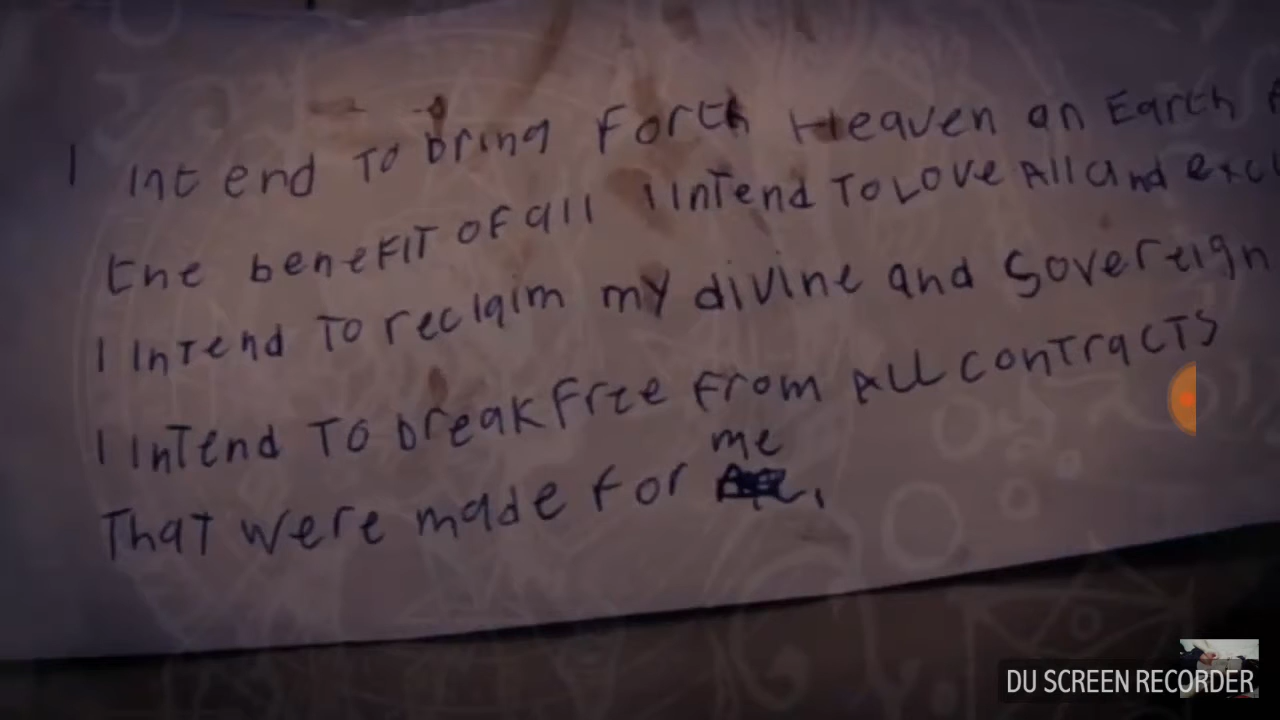 I Intend To bring Forth Heaven an Earth
the benefit of all I Intend To Love All and
I Intend To reclaim my divine and Sovereign
I Intend To break free From All contracts
me
That were made for
DU SCREEN RECORDER